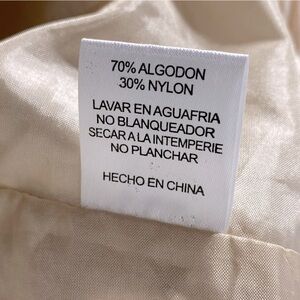 70% ALGODON
30% NYLON
LAVAR EN AGUAFRIA
NO BLANQUEADOR
SECAR A LA INTEMPERIE
NO PLANCHAR
HECHO EN CHINA